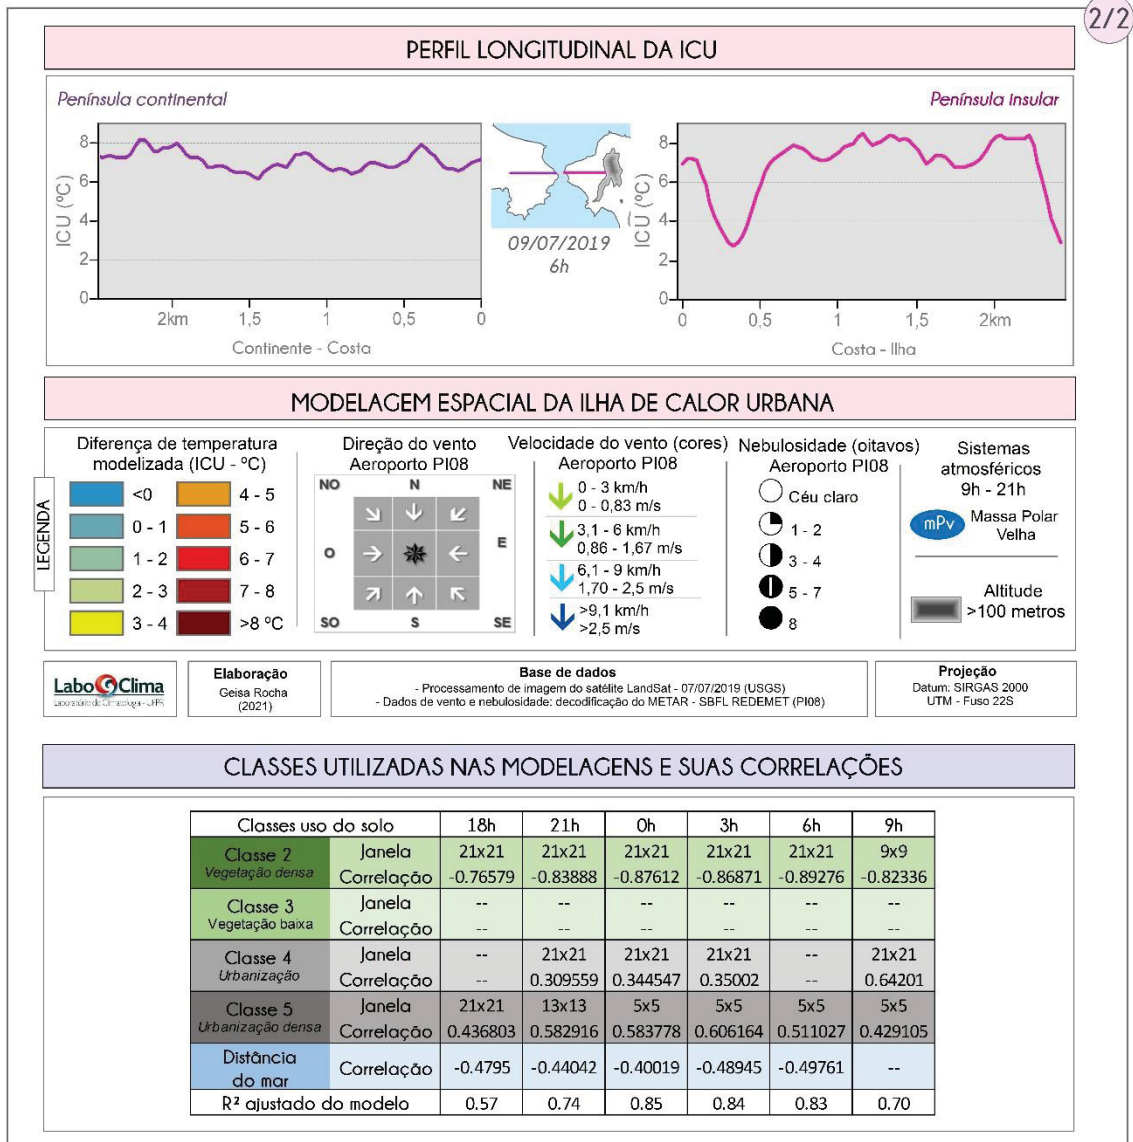 2/2
PERFIL LONGITUDINAL DA ICU
Península continental
Península insular
8
6
4
2
0
ICU (ºC)
2km 1,5 1 0,5 0
Continente - Costa
09/07/2019
6h
8
6
4
2
0
ICU (ºC)
0 0,5 1 1,5 2km
Costa - Ilha
MODELAGEM ESPACIAL DA ILHA DE CALOR URBANA
LEGENDA
Diferença de temperatura
modelizada (ICU - ºC)
<0 4 - 5
0 - 1 5 - 6
1 - 2 6 - 7
2 - 3 7 - 8
3 - 4 >8 ºC
Direção do vento
Aeroporto PI08
NO N NE
O E
SO S SE
Velocidade do vento (cores)
Aeroporto PI08
0 - 3 km/h
0 - 0,83 m/s
3,1 - 6 km/h
0,86 - 1,67 m/s
6,1 - 9 km/h
1,70 - 2,5 m/s
>9,1 km/h
>2,5 m/s
Nebulosidade (oitavos)
Aeroporto PI08
Céu claro
1 - 2
3 - 4
5 - 7
8
Sistemas
atmosféricos
9h - 21h
mPv Massa Polar
Velha
Altitude
>100 metros
LaboClima
Laboratório de Climatologia - UFPR
Elaboração
Geisa Rocha
(2021)
Base de dados
- Processamento de imagem do satélite LandSat - 07/07/2019 (USGS)
- Dados de vento e nebulosidade: decodificação do METAR - SBFL REDEMET (PI08)
Projeção
Datum: SIRGAS 2000
UTM - Fuso 22S
CLASSES UTILIZADAS NAS MODELAGENS E SUAS CORRELAÇÕES
Classes uso do solo 18h 21h 0h 3h 6h 9h
Classe 2 Janela 21x21 21x21 21x21 21x21 21x21 9x9
Vegetação densa Correlação -0.76579 -0.83888 -0.87612 -0.86871 -0.89276 -0.82336
Classe 3 Janela -- -- -- -- -- --
Vegetação baixa Correlação -- -- -- -- -- --
Classe 4 Janela -- 21x21 21x21 21x21 -- 21x21
Urbanização Correlação -- 0.309559 0.344547 0.35002 -- 0.64201
Classe 5 Janela 21x21 13x13 5x5 5x5 5x5 5x5
Urbanização densa Correlação 0.436803 0.582916 0.583778 0.606164 0.511027 0.429105
Distância
do mar Correlação -0.4795 -0.44042 -0.40019 -0.48945 -0.49761 --
R² ajustado do modelo 0.57 0.74 0.85 0.84 0.83 0.70